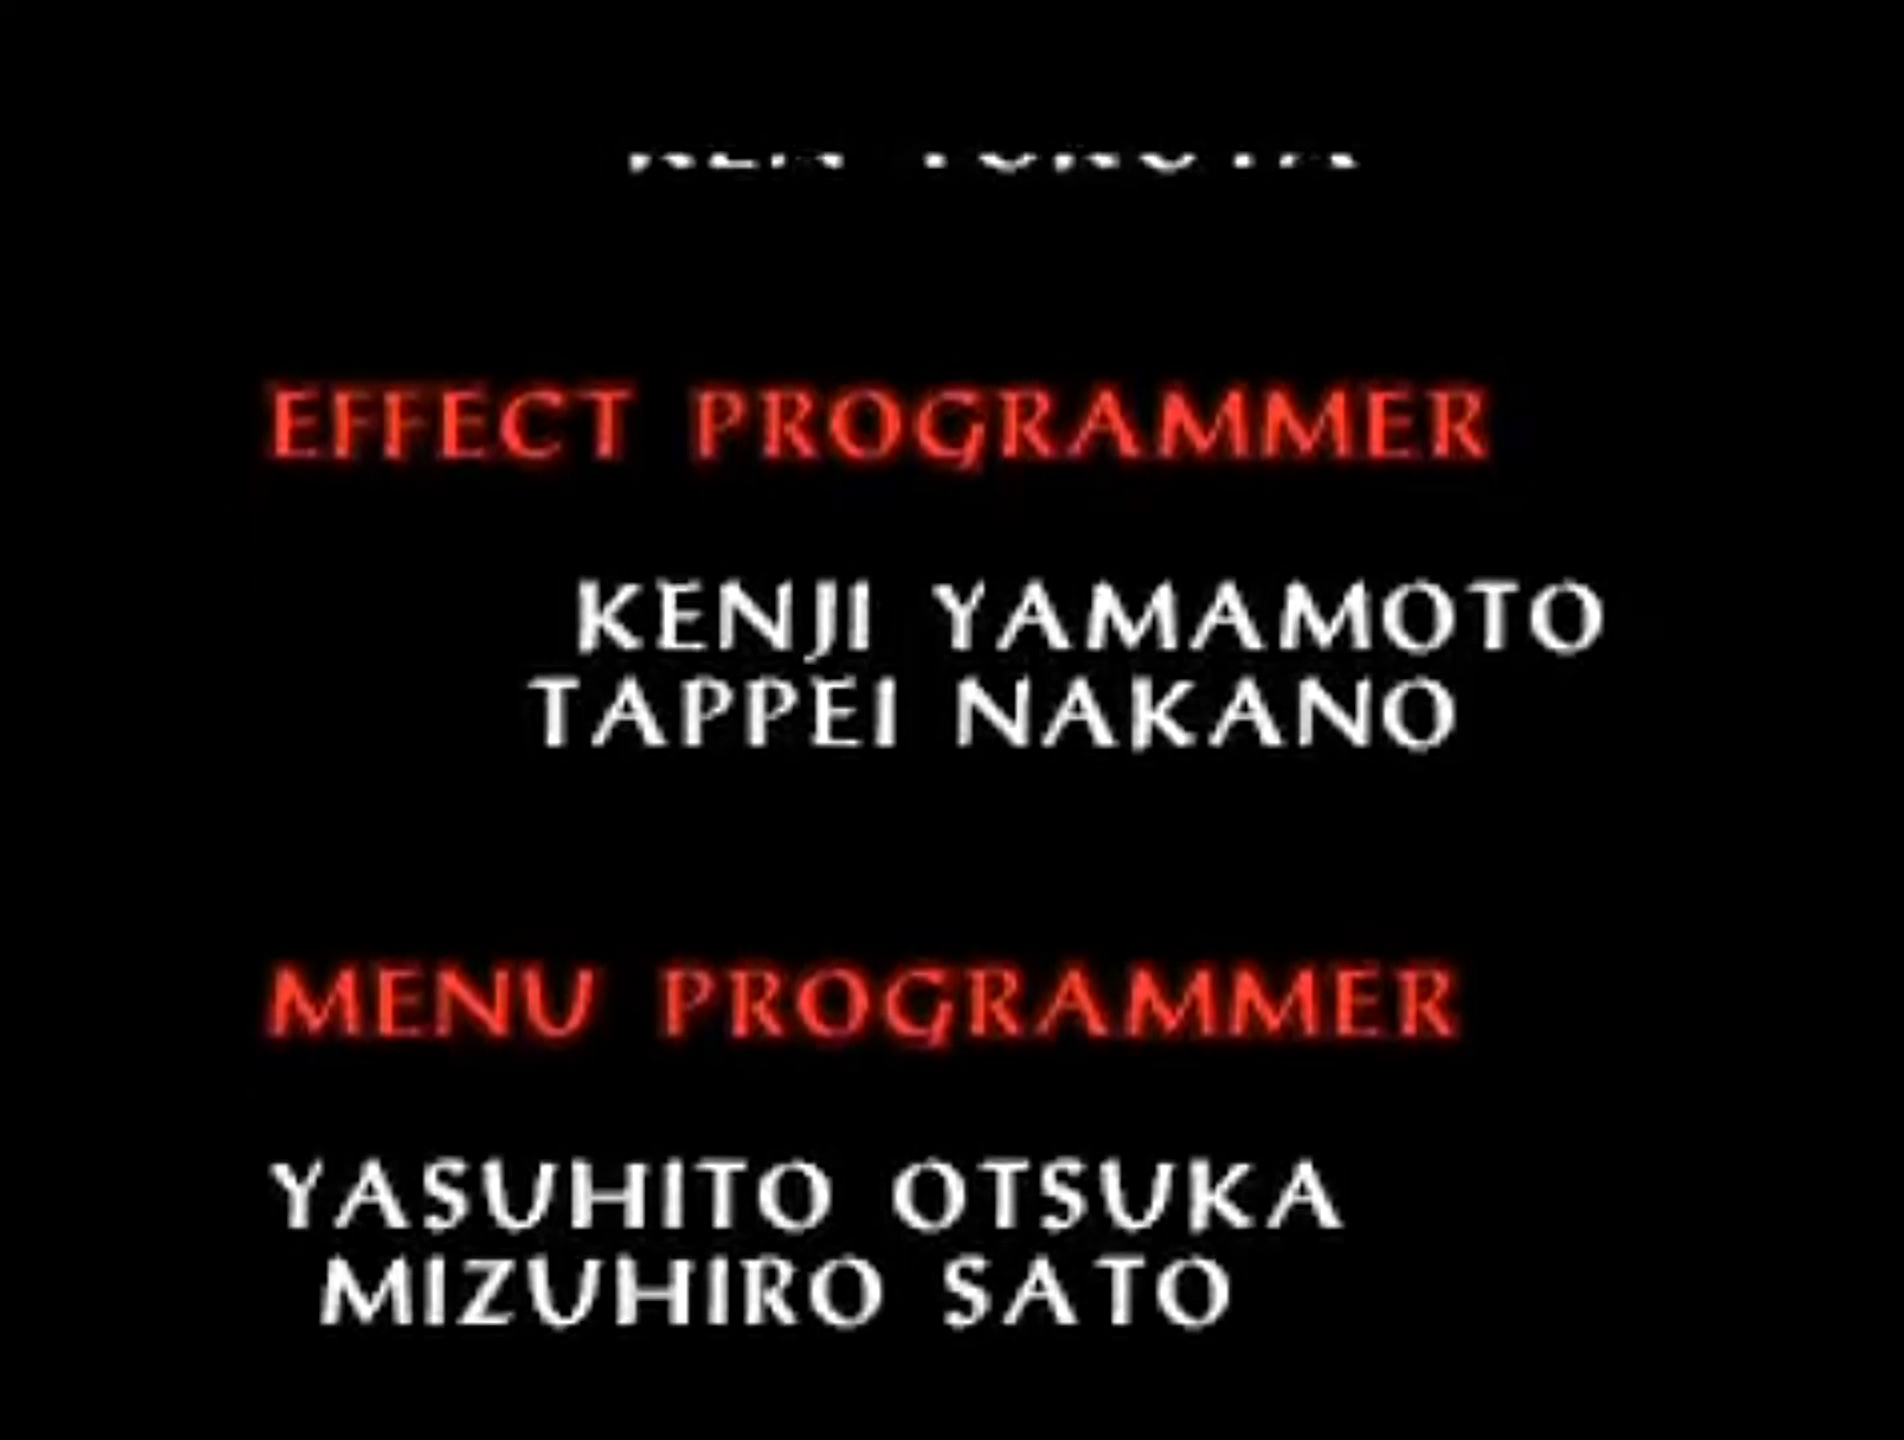 EFFECT PROGRAMMER
KENJI YAMAMOTO
TAPPEI NAKANO
MENU PROGRAMMER
YASUHITO OTSUKA
MIZUHIRO SATO